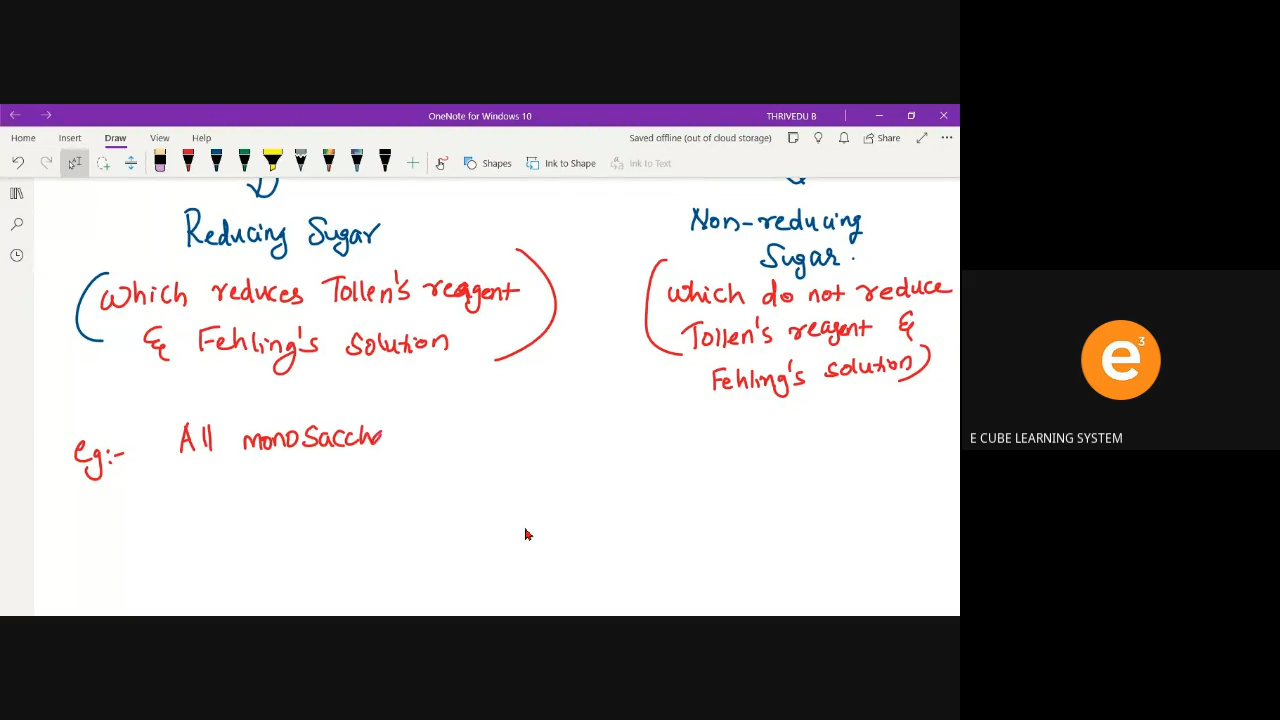 OneNote for Windows 10
THRIVEDU B
Home Insert Draw View Help
Saved offline (out of cloud storage)
Share
Shapes
Ink to Shape
Ink to Text
Reducing Sugar
(which reduces Tollen's reagent
& Fehling's solution)
Non-reducing
Sugar.
(which do not reduce
Tollen's reagent &
Fehling's solution)
eg:- All monosaccha
e3
E CUBE LEARNING SYSTEM